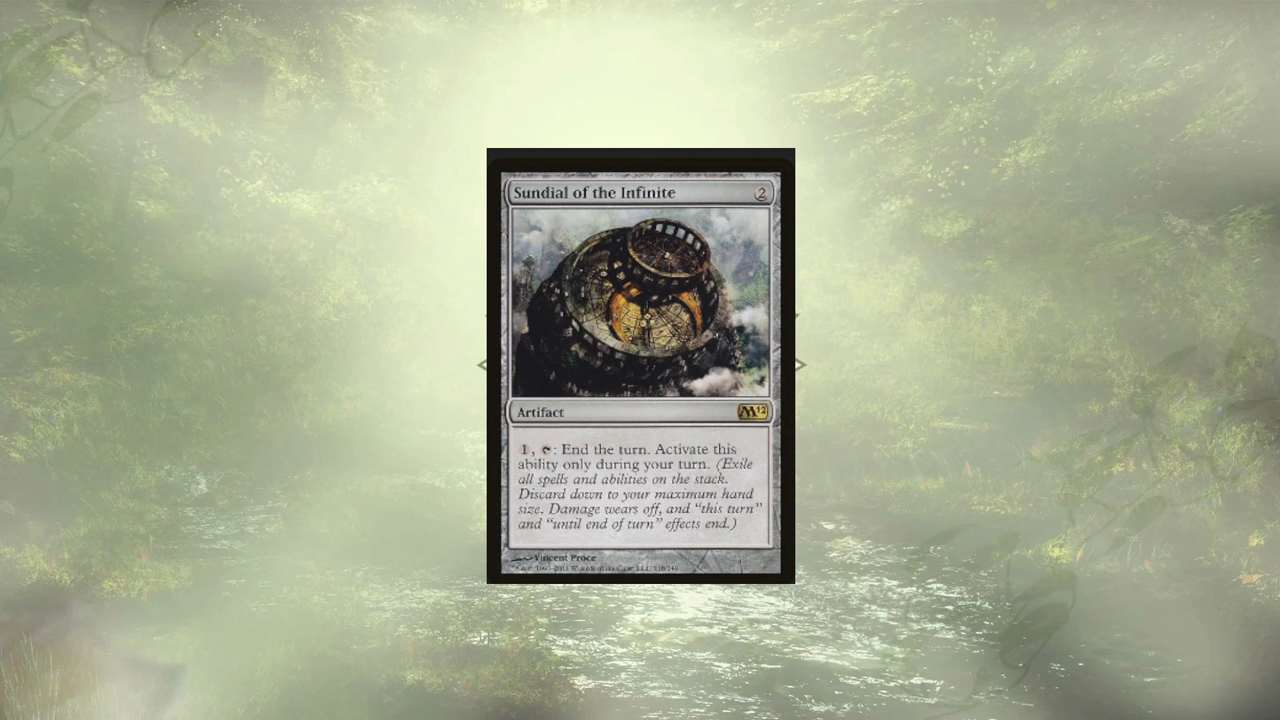 Sundial of the Infinite 2
Artifact M12
1, T: End the turn. Activate this
ability only during your turn. (Exile
all spells and abilities on the stack.
Discard down to your maximum hand
size. Damage wears off, and "this turn"
and "until end of turn" effects end.)
Vincent Proce